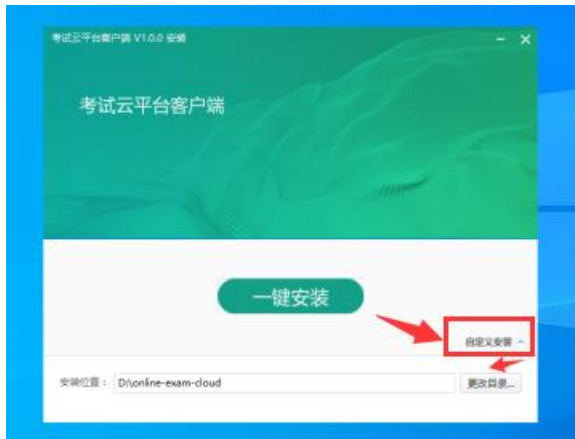 考试云平台客户端 V1.0.0 安装
考试云平台客户端
一键安装
自定义安装
安装位置： D:\online-exam-cloud
更改目录...